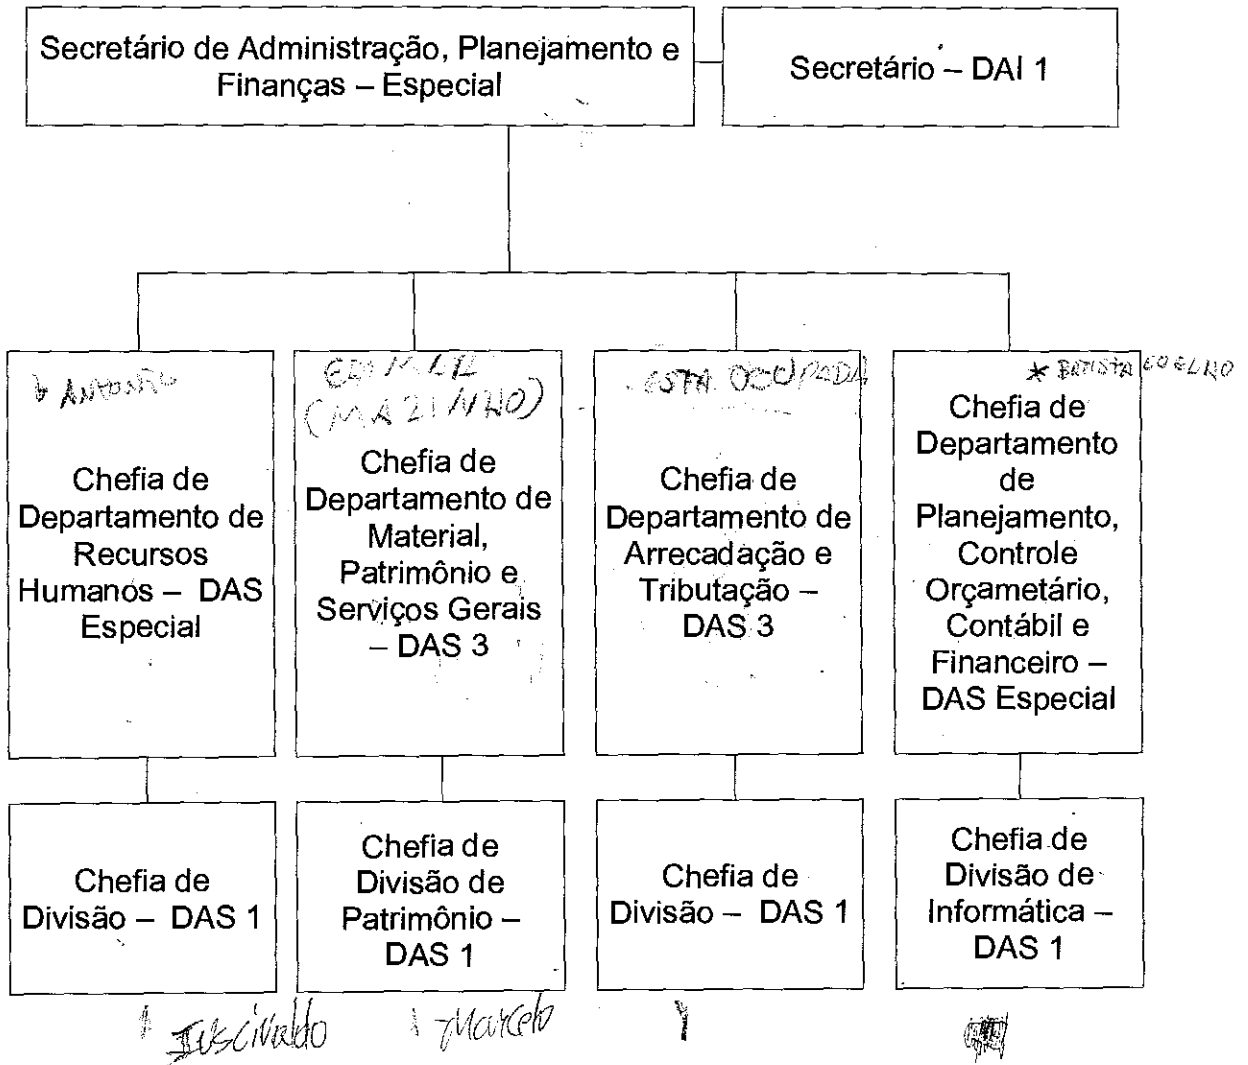 Secretário de Administração, Planejamento e
Finanças – Especial
Secretário – DAI 1
ANTONIO
(MAZINHO)
Chefia de
Departamento de
Recursos
Humanos – DAS
Especial
Chefia de
Departamento de
Material,
Patrimônio e
Serviços Gerais
– DAS 3
ESTA OCUPADA
Chefia de
Departamento de
Arrecadação e
Tributação –
DAS 3
* BATISTA COELHO
Chefia de
Departamento
de
Planejamento,
Controle
Orçametário,
Contábil e
Financeiro –
DAS Especial
Chefia de
Divisão – DAS 1
Chefia de
Divisão de
Patrimônio –
DAS 1
Chefia de
Divisão – DAS 1
Chefia de
Divisão de
Informática –
DAS 1
Marcelo